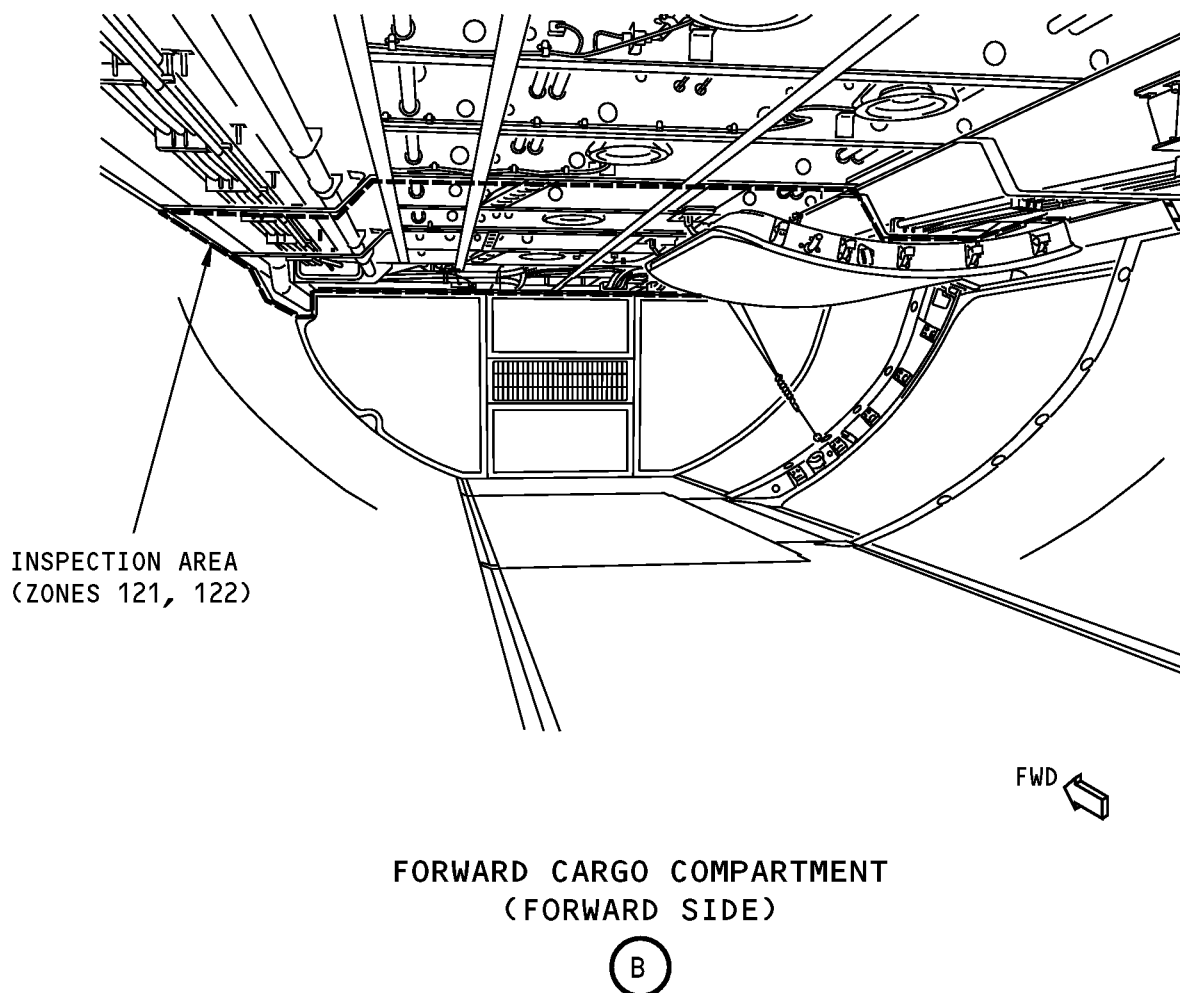 INSPECTION AREA
(ZONES 121, 122)
FWD
FORWARD CARGO COMPARTMENT
(FORWARD SIDE)
B